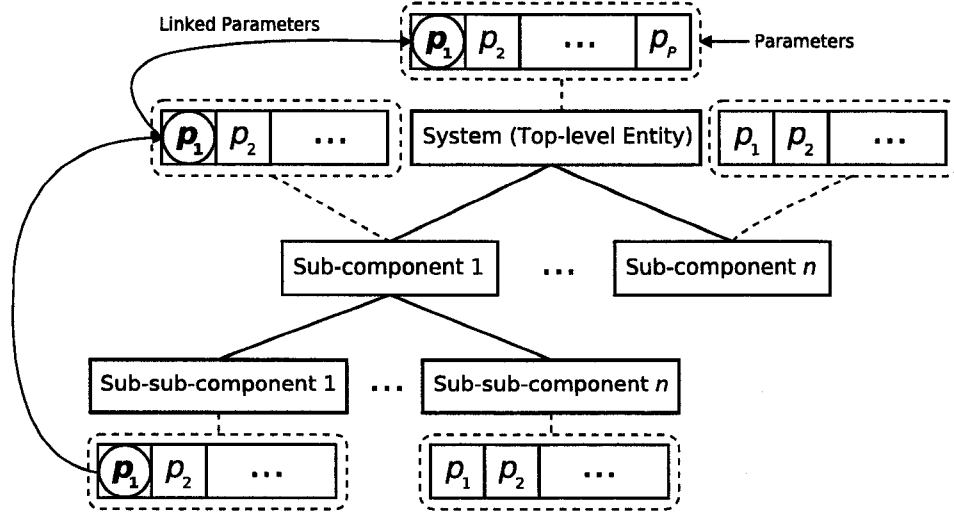 Linked Parameters
p1 p2 ... pP
Parameters
p1 p2 ...
System (Top-level Entity)
p1 p2 ...
Sub-component 1
...
Sub-component n
Sub-sub-component 1
...
Sub-sub-component n
p1 p2 ...
p1 p2 ...